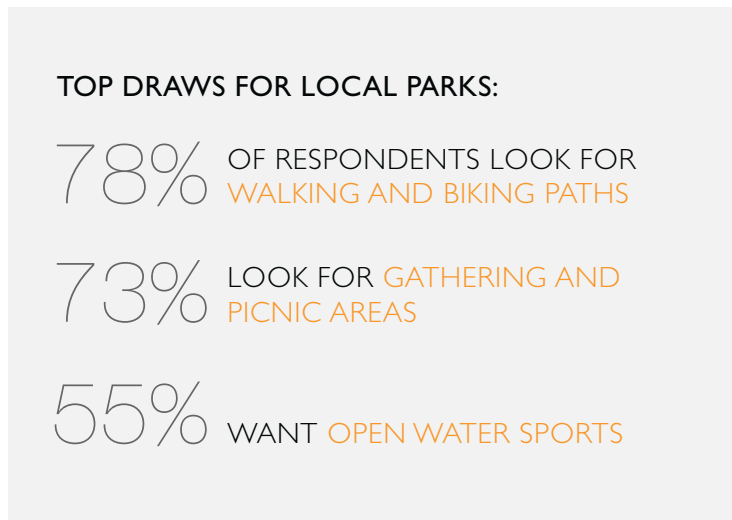 TOP DRAWS FOR LOCAL PARKS:
78% OF RESPONDENTS LOOK FOR
WALKING AND BIKING PATHS
73% LOOK FOR GATHERING AND
PICNIC AREAS
55% WANT OPEN WATER SPORTS